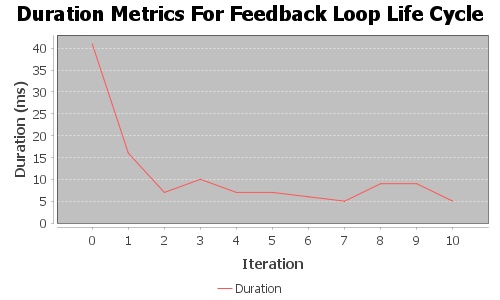 Duration Metrics For Feedback Loop Life Cycle
40
35
30
25
20
15
10
5
0
Duration (ms)
0 1 2 3 4 5 6 7 8 9 10
Iteration
Duration